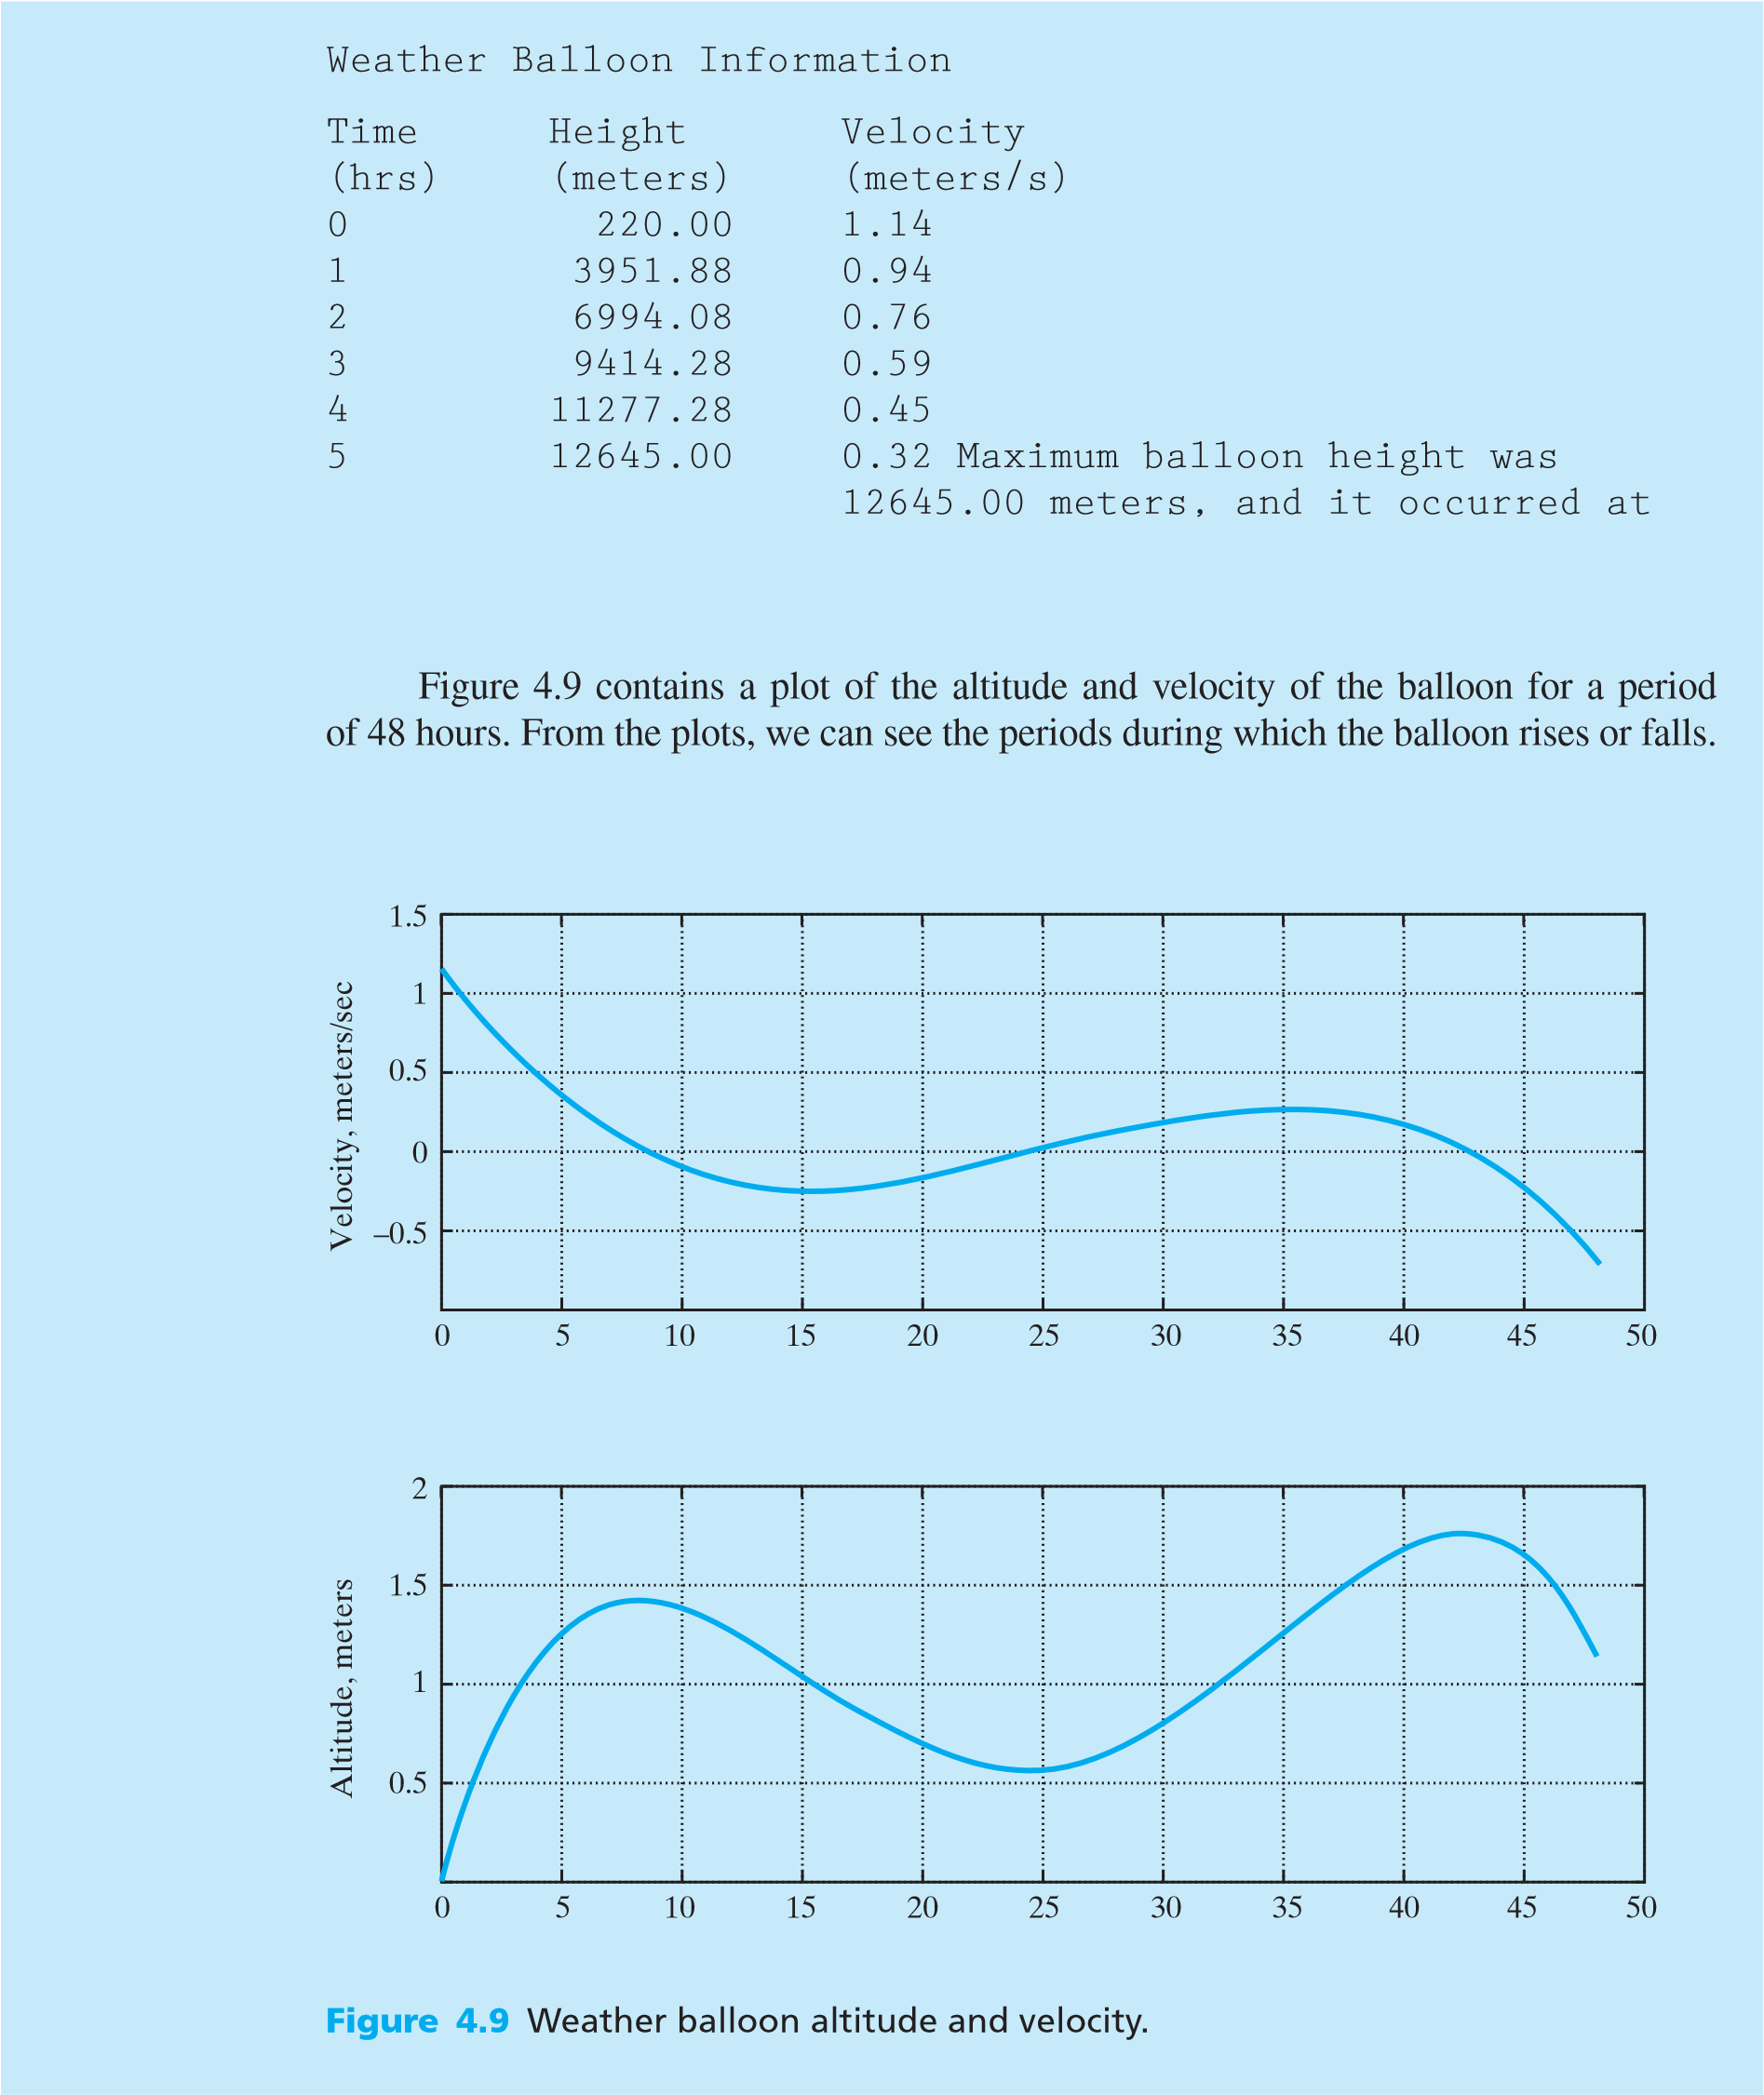 Weather Balloon Information
Time Height Velocity
(hrs) (meters) (meters/s)
0 220.00 1.14
1 3951.88 0.94
2 6994.08 0.76
3 9414.28 0.59
4 11277.28 0.45
5 12645.00 0.32 Maximum balloon height was
12645.00 meters, and it occurred at
Figure 4.9 contains a plot of the altitude and velocity of the balloon for a period
of 48 hours. From the plots, we can see the periods during which the balloon rises or falls.
Velocity, meters/sec
1.5
1
0.5
0
–0.5
0 5 10 15 20 25 30 35 40 45 50
Altitude, meters
2
1.5
1
0.5
0 5 10 15 20 25 30 35 40 45 50
Figure 4.9 Weather balloon altitude and velocity.